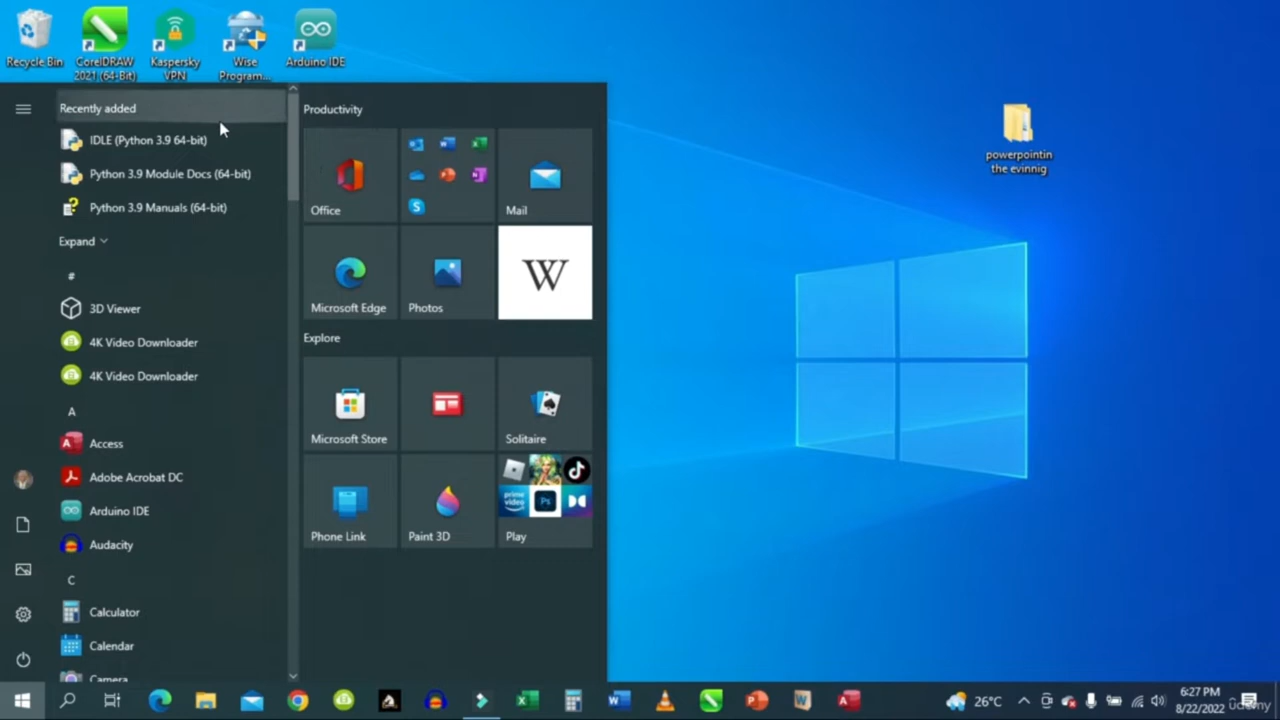 Recycle Bin
CorelDRAW
2021 (64-Bit)
Kaspersky
VPN
Wise
Program...
Arduino IDE
Recently added
IDLE (Python 3.9 64-bit)
Python 3.9 Module Docs (64-bit)
Python 3.9 Manuals (64-bit)
Expand
#
3D Viewer
4K Video Downloader
4K Video Downloader
A
Access
Adobe Acrobat DC
Arduino IDE
Audacity
C
Calculator
Calendar
Camera
Productivity
Office
Mail
Microsoft Edge
Photos
W
Explore
Microsoft Store
Solitaire
prime
video
Ps
Phone Link
Paint 3D
Play
powerpointin
the evinnig
26°C
6:27 PM
8/22/2022
udemy